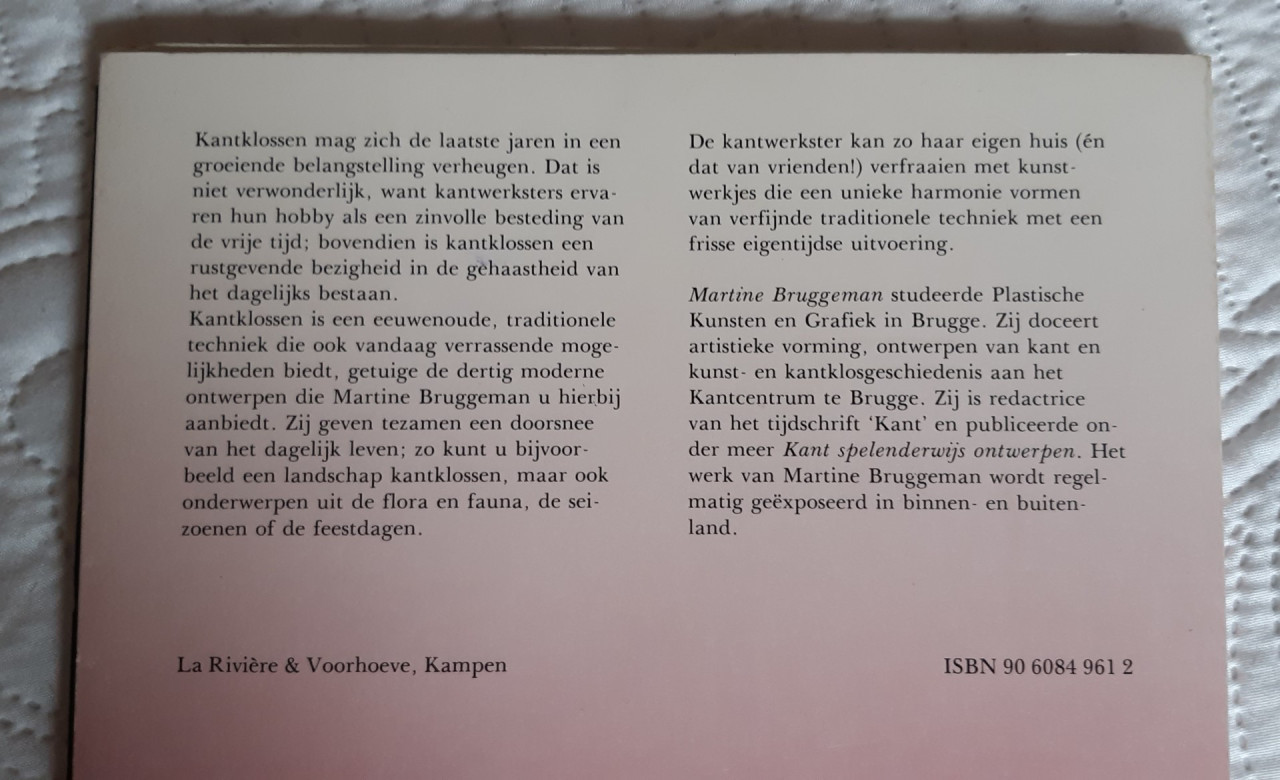 Kantklossen mag zich de laatste jaren in een
groeiende belangstelling verheugen. Dat is
niet verwonderlijk, want kantwerksters erva-
ren hun hobby als een zinvolle besteding van
de vrije tijd; bovendien is kantklossen een
rustgevende bezigheid in de gehaastheid van
het dagelijks bestaan.
Kantklossen is een eeuwenoude, traditionele
techniek die ook vandaag verrassende moge-
lijkheden biedt, getuige de dertig moderne
ontwerpen die Martine Bruggeman u hierbij
aanbiedt. Zij geven tezamen een doorsnee
van het dagelijk leven; zo kunt u bijvoor-
beeld een landschap kantklossen, maar ook
onderwerpen uit de flora en fauna, de sei-
zoenen of de feestdagen.
De kantwerkster kan zo haar eigen huis (én
dat van vrienden!) verfraaien met kunst-
werkjes die een unieke harmonie vormen
van verfijnde traditionele techniek met een
frisse eigentijdse uitvoering.
Martine Bruggeman studeerde Plastische
Kunsten en Grafiek in Brugge. Zij doceert
artistieke vorming, ontwerpen van kant en
kunst- en kantklosgeschiedenis aan het
Kantcentrum te Brugge. Zij is redactrice
van het tijdschrift ‘Kant’ en publiceerde on-
der meer Kant spelenderwijs ontwerpen. Het
werk van Martine Bruggeman wordt regel-
matig geëxposeerd in binnen- en buiten-
land.
La Rivière & Voorhoeve, Kampen
ISBN 90 6084 961 2